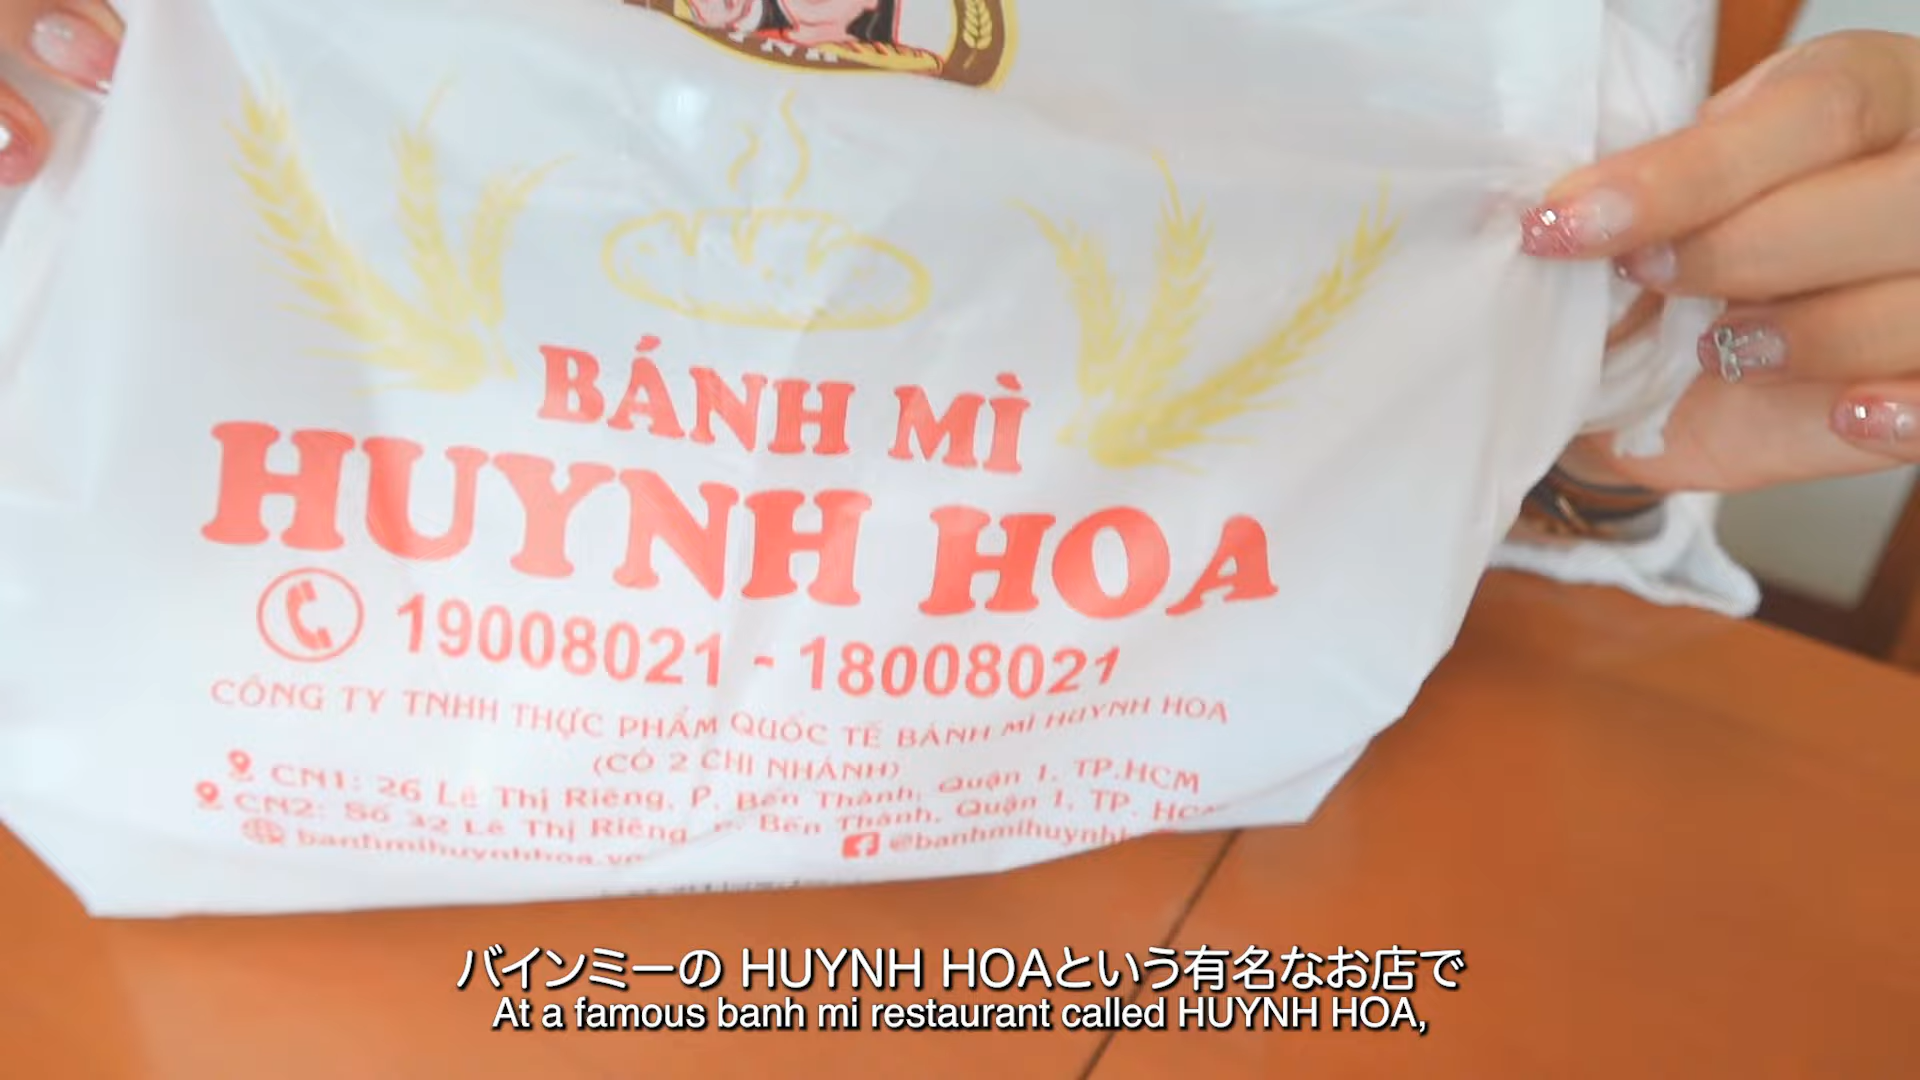 BÁNH MÌ
HUYNH HOA
19008021 - 18008021
CÔNG TY TNHH THỰC PHẨM QUỐC TẾ BÁNH MÌ HUYNH HOA
(CÓ 2 CHI NHÁNH)
CN1: 26 Lê Thị Riêng, P. Bến Thành, Quận 1, TP.HCM
CN2: Số 32 Lê Thị Riêng Bến Thành, Quận 1, TP.
バインミーの HUYNH HOAという有名なお店で
At a famous banh mi restaurant called HUYNH HOA,